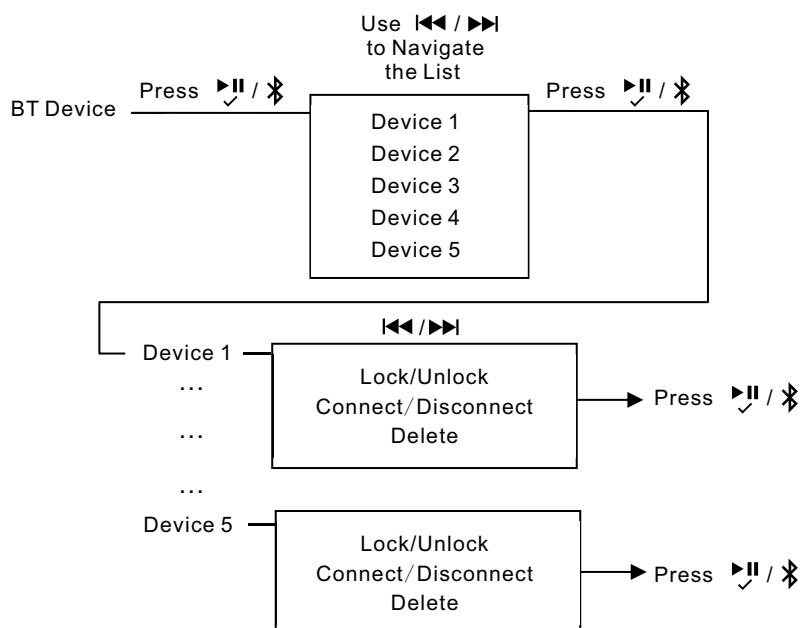 Use ⏮ / ⏭
to Navigate
the List
BT Device
Press ⏯ /
Press ⏯ /
Device 1
Device 2
Device 3
Device 4
Device 5
⏮ / ⏭
Device 1
...
...
...
Lock/Unlock
Connect/Disconnect
Delete
Press ⏯ /
Device 5
Lock/Unlock
Connect/Disconnect
Delete
Press ⏯ /